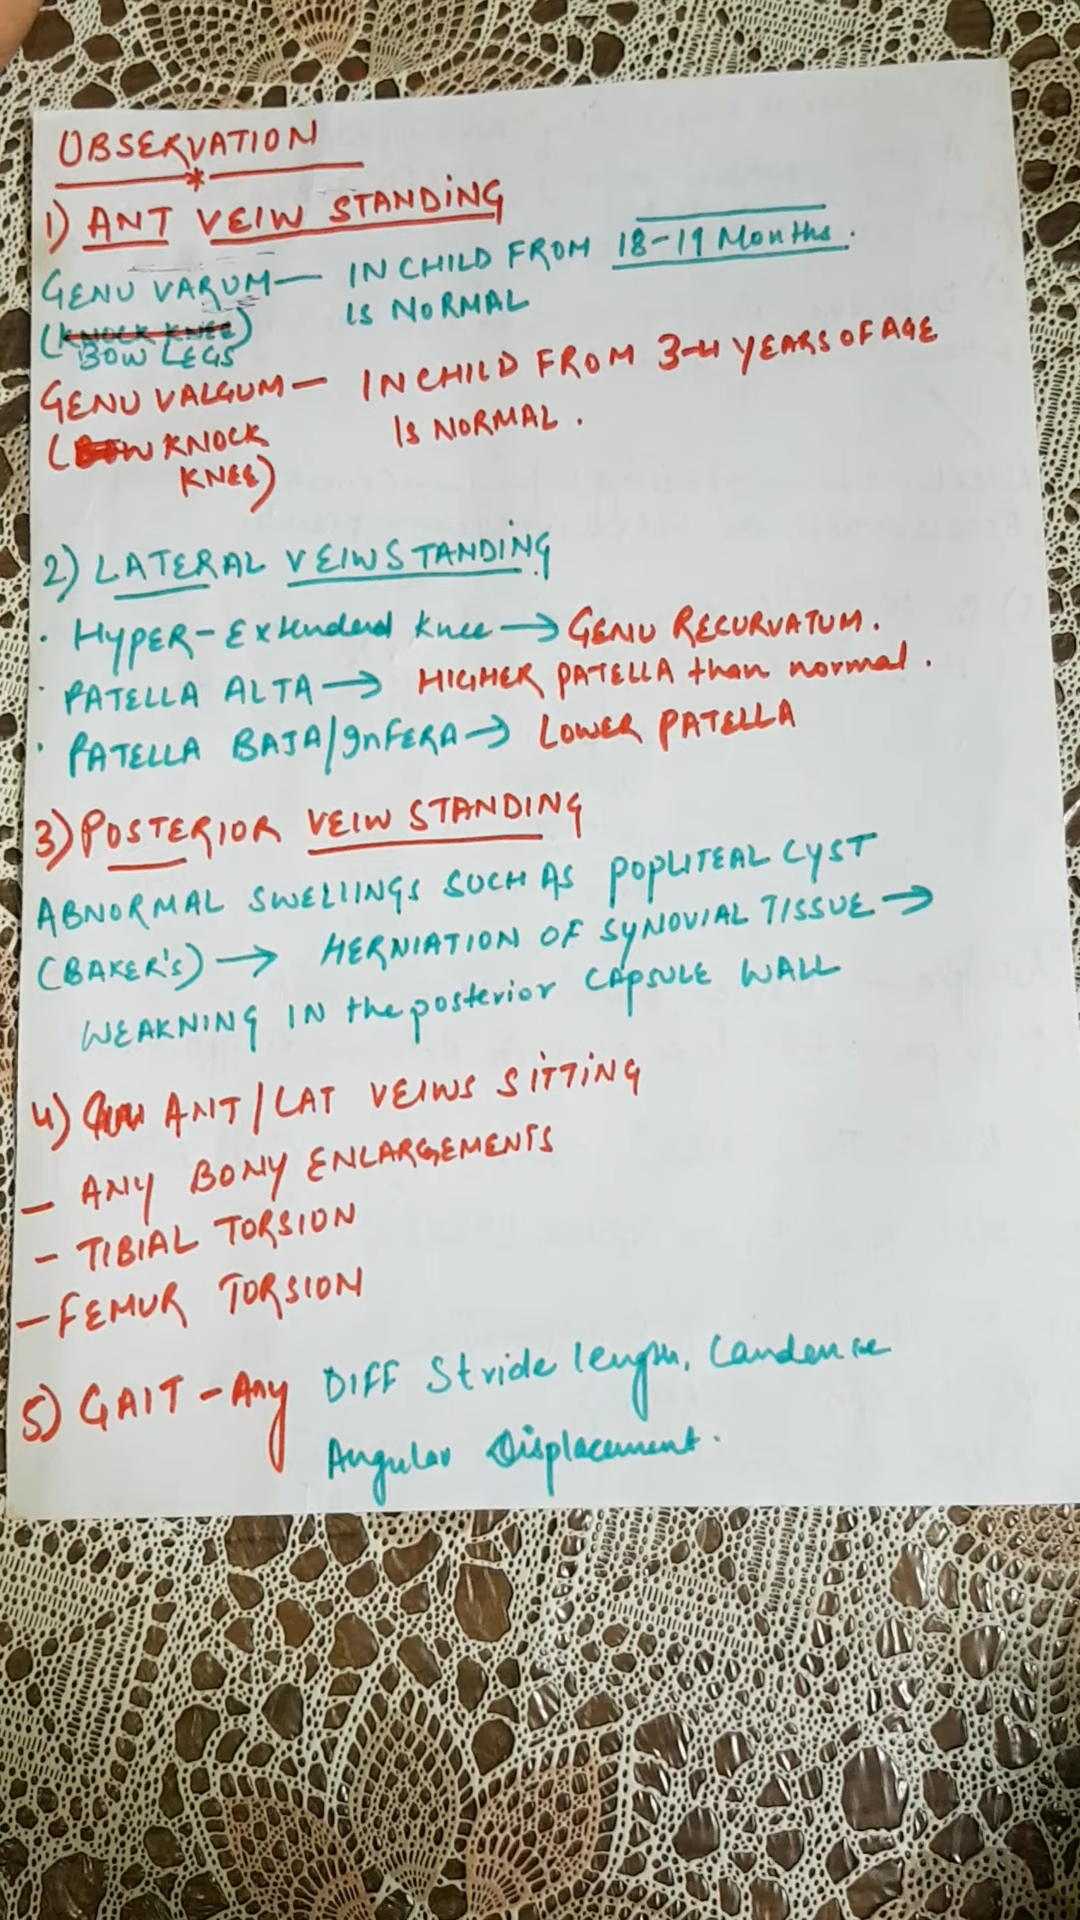 OBSERVATION
1) ANT VEIW STANDING
GENU VARUM— IN CHILD FROM 18-19 Months.
(KNOCK KNEE) IS NORMAL
BOW LEGS
GENU VALGUM— IN CHILD FROM 3-4 YEARS OF AGE
(BOW KNOCK IS NORMAL.
KNEE)
2) LATERAL VEIW STANDING
· HYPER-Extended knee → GENU RECURVATUM.
· PATELLA ALTA → HIGHER PATELLA than normal.
· PATELLA BAJA/InFERA → LOWER PATELLA
3) POSTERIOR VEIW STANDING
ABNORMAL SWELLINGS SUCH AS POPLITEAL CYST
(BAKER'S) → HERNIATION OF SYNOVIAL TISSUE →
WEAKNING IN the posterior CAPSULE WALL
4) ANT/LAT VEIWS SITTING
- ANY BONY ENLARGEMENTS
- TIBIAL TORSION
- FEMUR TORSION
5) GAIT - Any DIFF Stride length, Candence
Angular Displacement.